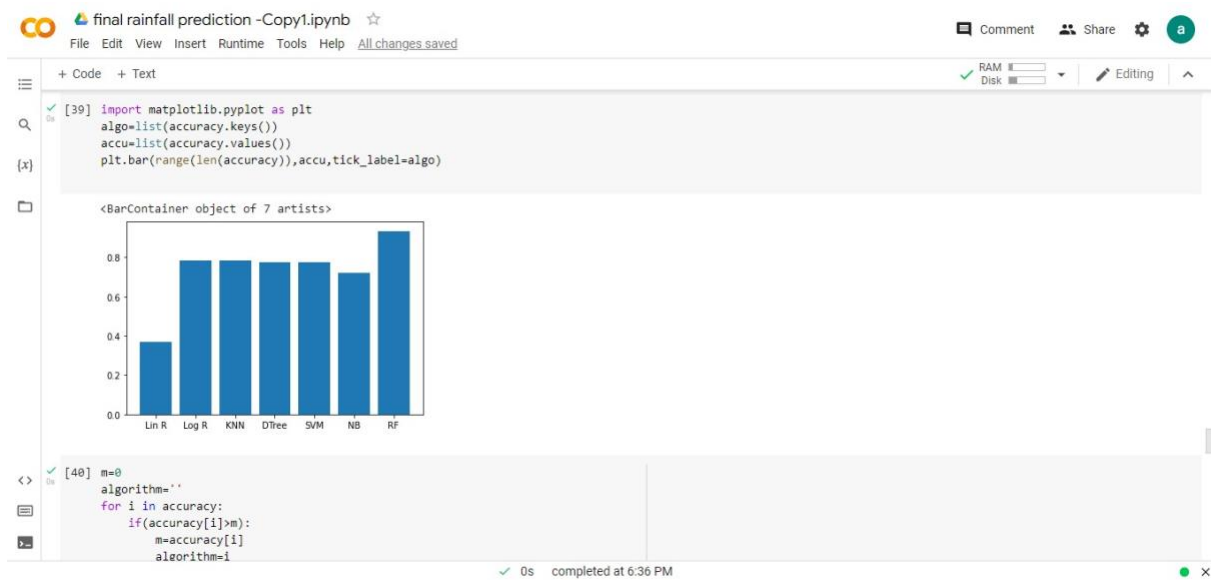 final rainfall prediction -Copy1.ipynb
Comment
Share
a
File Edit View Insert Runtime Tools Help All changes saved
+ Code + Text
RAM
Disk
Editing
[39] import matplotlib.pyplot as plt
0s
algo=list(accuracy.keys())
accu=list(accuracy.values())
{x}
plt.bar(range(len(accuracy)),accu,tick_label=algo)
<BarContainer object of 7 artists>
0.8
0.6
0.4
0.2
0.0
Lin R Log R KNN DTree SVM NB RF
[40] m=0
0s
algorithm=''
for i in accuracy:
if(accuracy[i]>m):
m=accuracy[i]
algorithm=i
0s completed at 6:36 PM